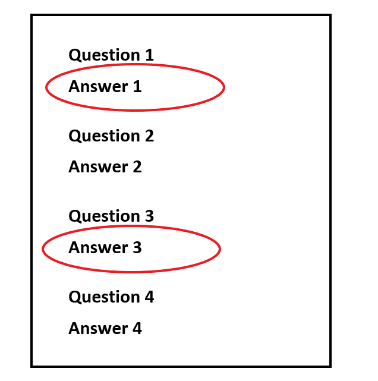 Question 1
Answer 1
Question 2
Answer 2
Question 3
Answer 3
Question 4
Answer 4